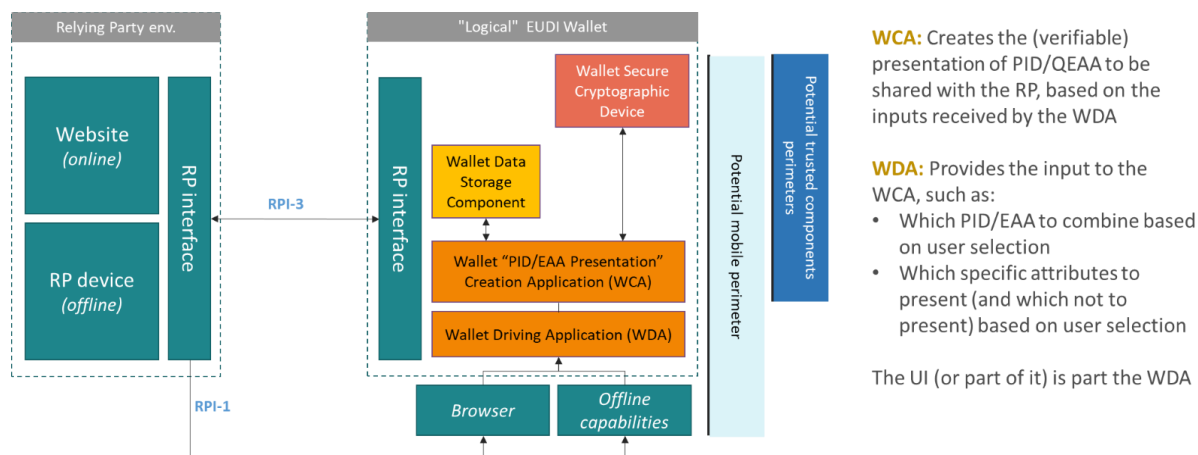 Relying Party env.
Website
(online)
RP device
(offline)
RP interface
RPI-1
RPI-3
"Logical" EUDI Wallet
RP interface
Wallet Secure
Cryptographic
Device
Wallet Data
Storage
Component
Wallet “PID/EAA Presentation”
Creation Application (WCA)
Wallet Driving Application (WDA)
Browser
Offline
capabilities
Potential mobile perimeter
Potential trusted components
perimeters
WCA: Creates the (verifiable)
presentation of PID/QEAA to be
shared with the RP, based on the
inputs received by the WDA
WDA: Provides the input to the
WCA, such as:
• Which PID/EAA to combine based
on user selection
• Which specific attributes to
present (and which not to
present) based on user selection
The UI (or part of it) is part the WDA